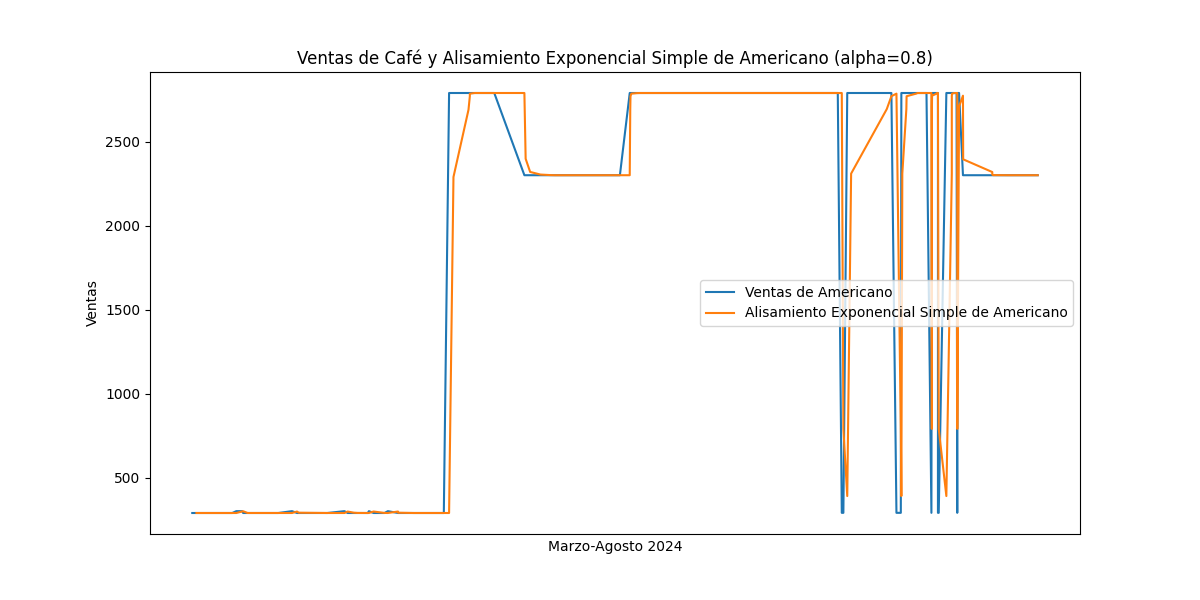 Ventas de Café y Alisamiento Exponencial Simple de Americano (alpha=0.8)
2500
2000
1500
1000
500
Ventas
Ventas de Americano
Alisamiento Exponencial Simple de Americano
Marzo-Agosto 2024